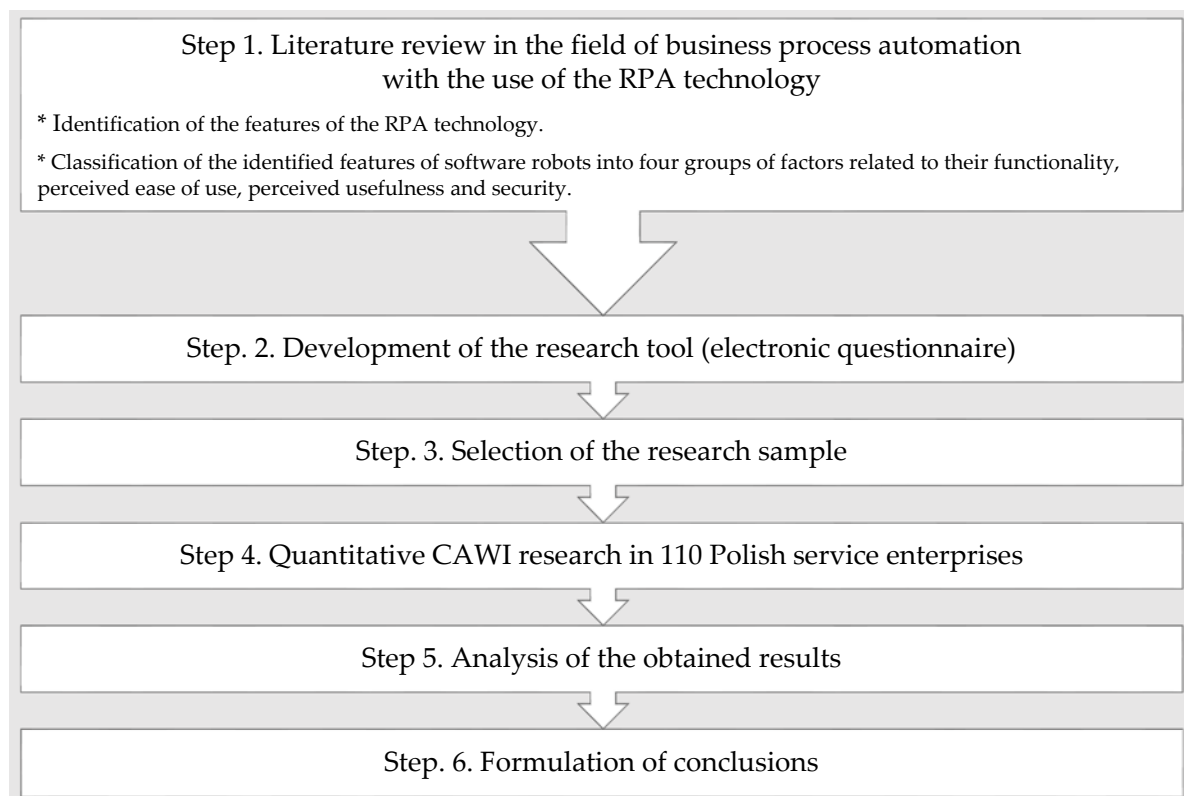 Step 1. Literature review in the field of business process automation
with the use of the RPA technology
* Identification of the features of the RPA technology.
* Classification of the identified features of software robots into four groups of factors related to their functionality,
perceived ease of use, perceived usefulness and security.
Step. 2. Development of the research tool (electronic questionnaire)
Step. 3. Selection of the research sample
Step 4. Quantitative CAWI research in 110 Polish service enterprises
Step 5. Analysis of the obtained results
Step. 6. Formulation of conclusions